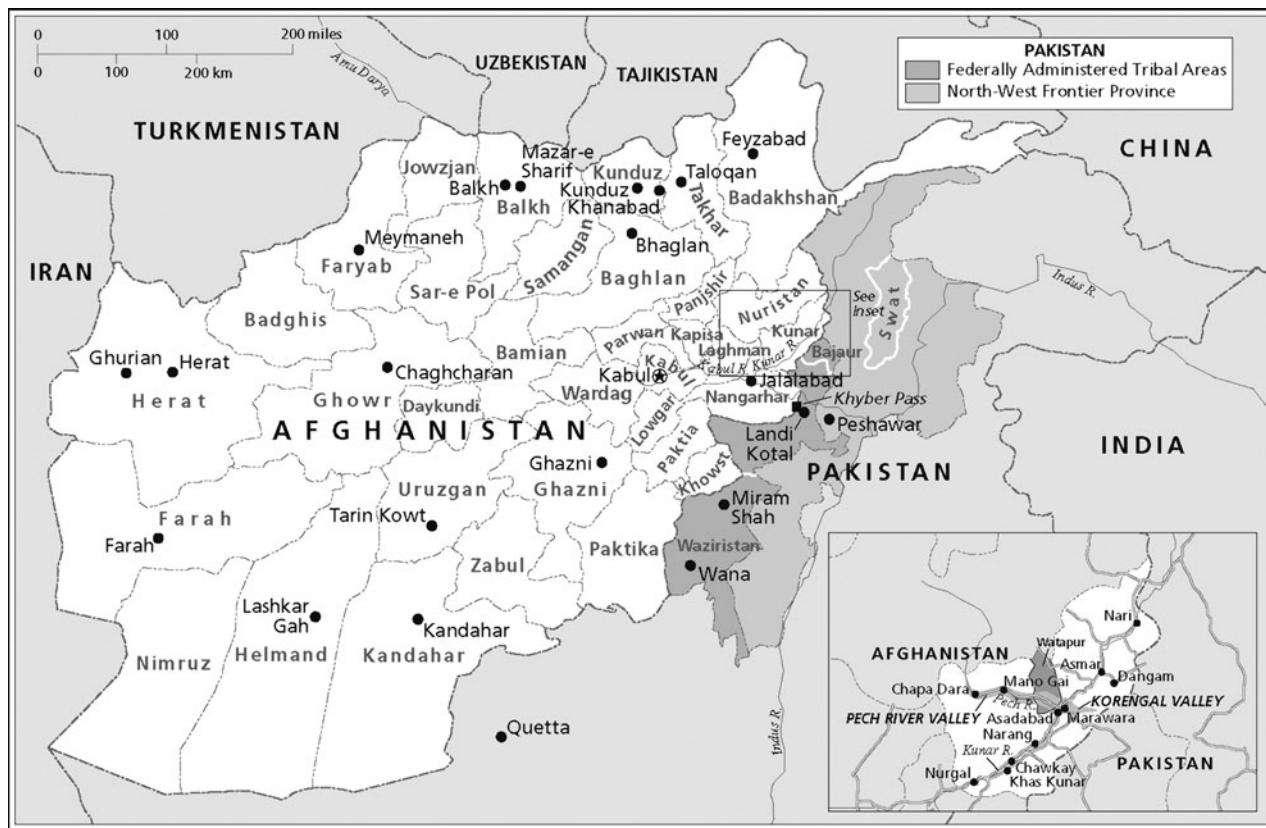 0 100 200 miles
0 100 200 km
Amu Darya
UZBEKISTAN
TAJIKISTAN
TURKMENISTAN
CHINA
IRAN
PAKISTAN
Federally Administered Tribal Areas
North-West Frontier Province
Feyzabad
Jowzjan
Mazar-e
Sharif
Balkh
Balkh
Kunduz
Kunduz
Khanabad
Taloqan
Takhar
Badakhshan
Meymaneh
Faryab
Samangan
Bhaglan
Baghlan
Sar-e Pol
Panjshir
Nuristan
See
Inset
Swat
Indus R.
Badghis
Parwan
Kapisa
Kunar
Bamian
Laghman
Bajaur
Kabul R.
Kunar R.
Ghurian
Herat
Herat
Chaghcharan
Kabul
Kabul
Jalalabad
Wardag
Nangarhar
Khyber Pass
Ghowr
Daykundi
Lowgar
Landi
Kotal
Peshawar
AFGHANISTAN
INDIA
Paktia
PAKISTAN
Ghazni
Ghazni
Khowst
Uruzgan
Miram
Shah
Farah
Tarin Kowt
Farah
Zabul
Paktika
Waziristan
Wana
Lashkar
Gah
Kandahar
Nimruz
Helmand
Kandahar
Quetta
Indus R.
Nari
Watapur
AFGHANISTAN
Asmar
Mano Gai
Dangam
Chapa Dara
Pech R.
KORENGAL VALLEY
PECH RIVER VALLEY
Asadabad
Marawara
Narang
Kunar R.
Chawkay
PAKISTAN
Nurgal
Khas Kunar